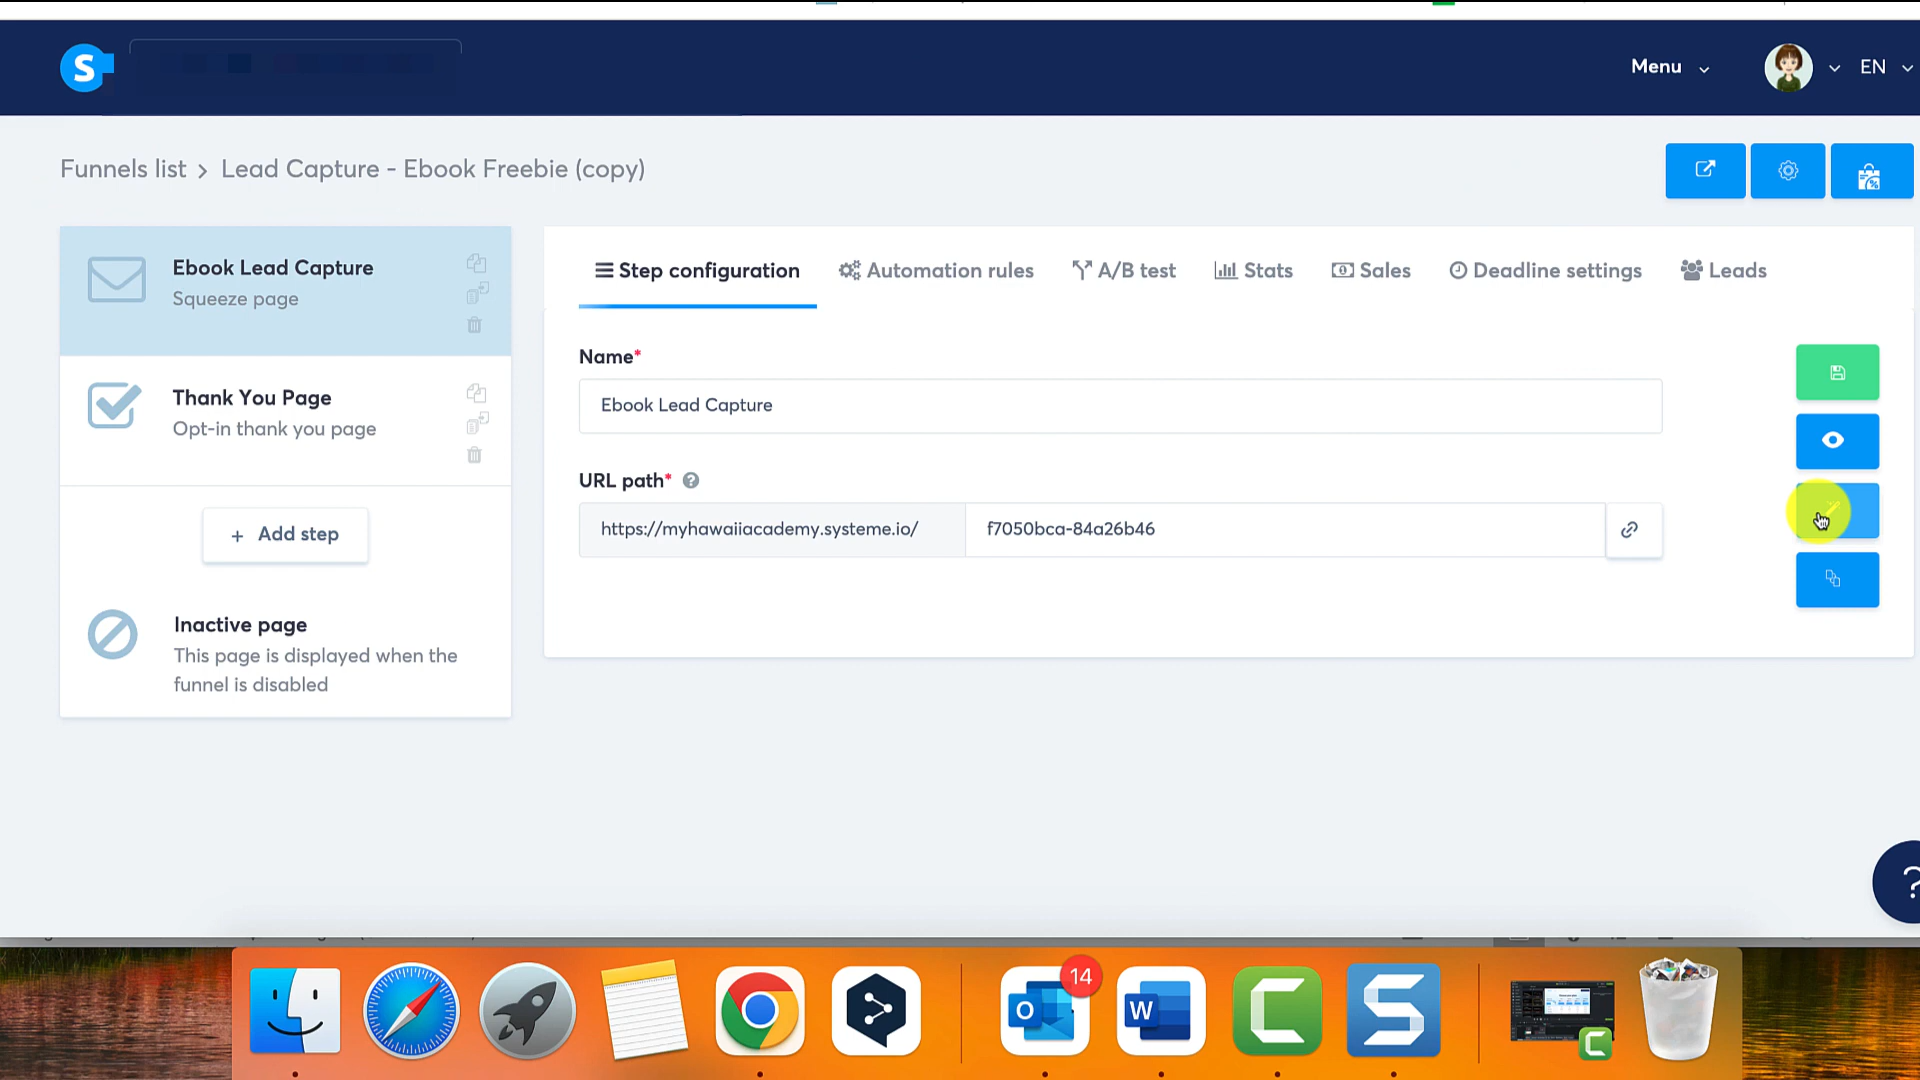 S
Menu
EN
Funnels list > Lead Capture - Ebook Freebie (copy)
Ebook Lead Capture
Squeeze page
Thank You Page
Opt-in thank you page
+ Add step
Inactive page
This page is displayed when the
funnel is disabled
Step configuration
Automation rules
A/B test
Stats
Sales
Deadline settings
Leads
Name*
Ebook Lead Capture
URL path* ?
https://myhawaiiacademy.systeme.io/
f7050bca-84a26b46
?
14
O
W
C
S
C